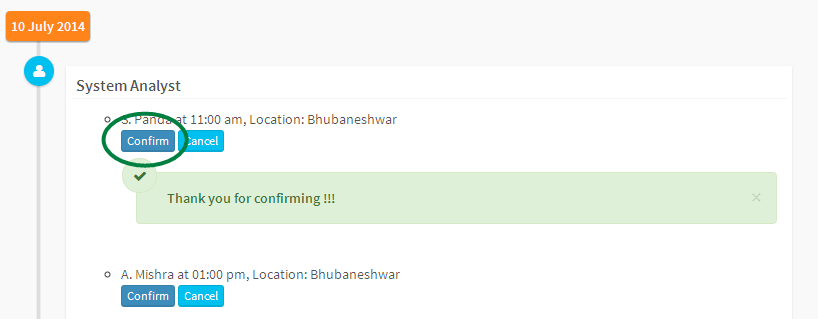 10 July 2014
System Analyst
S. Panda at 11:00 am, Location: Bhubaneshwar
Confirm Cancel
Thank you for confirming !!!
×
A. Mishra at 01:00 pm, Location: Bhubaneshwar
Confirm Cancel